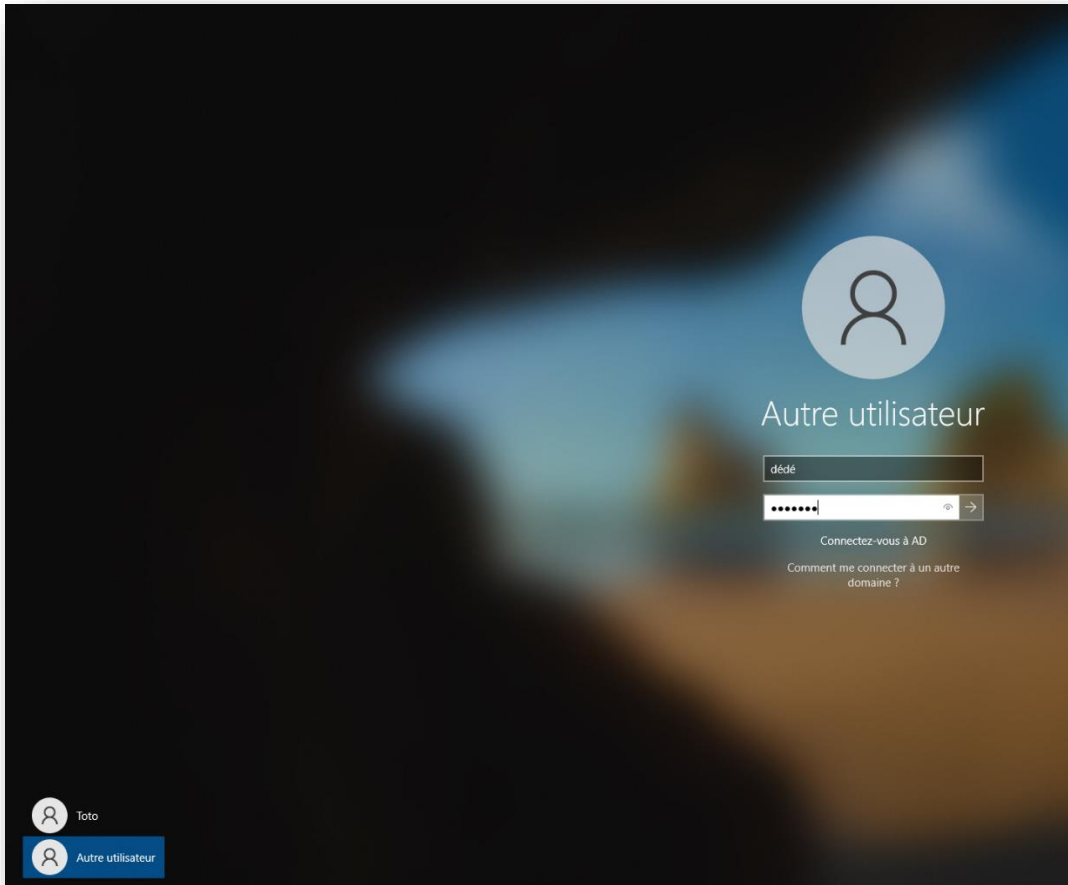 Autre utilisateur
dédé
Connectez-vous à AD
Comment me connecter à un autre
domaine ?
Toto
Autre utilisateur